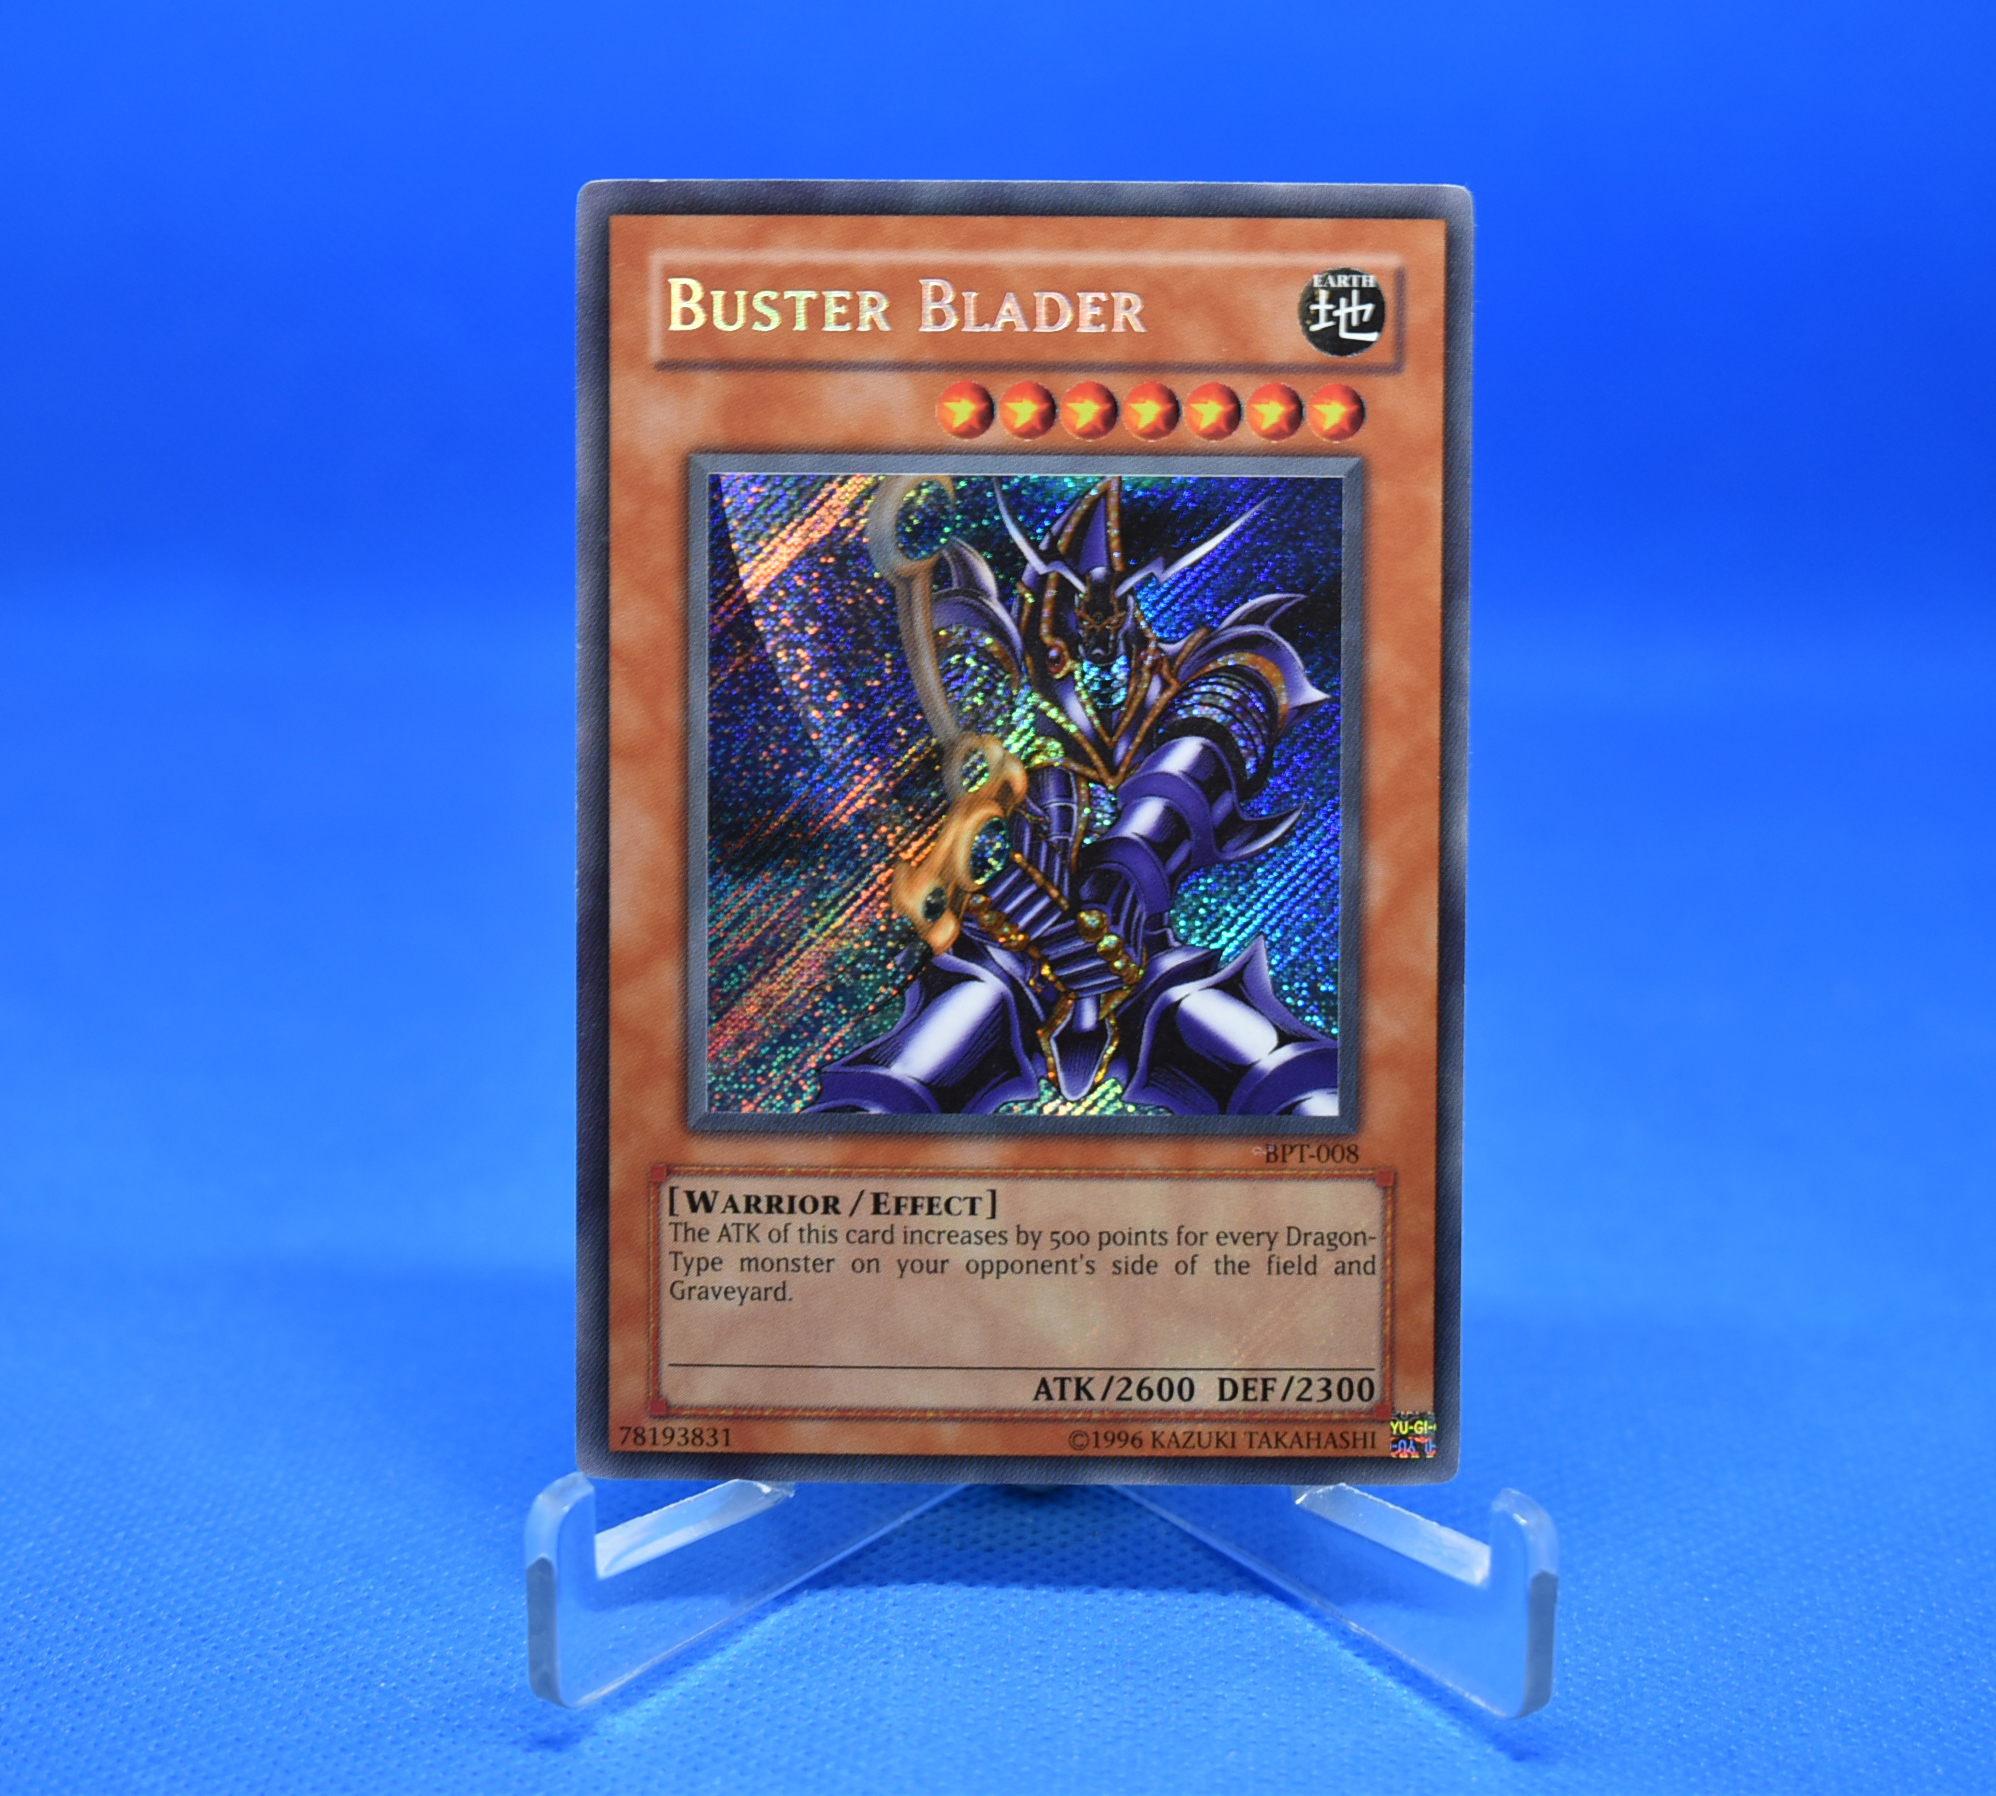 BUSTER BLADER
EARTH
地
BPT-008
[WARRIOR / EFFECT]
The ATK of this card increases by 500 points for every Dragon-
Type monster on your opponent's side of the field and
Graveyard.
ATK/2600 DEF/2300
78193831
©1996 KAZUKI TAKAHASHI
YU-GI-